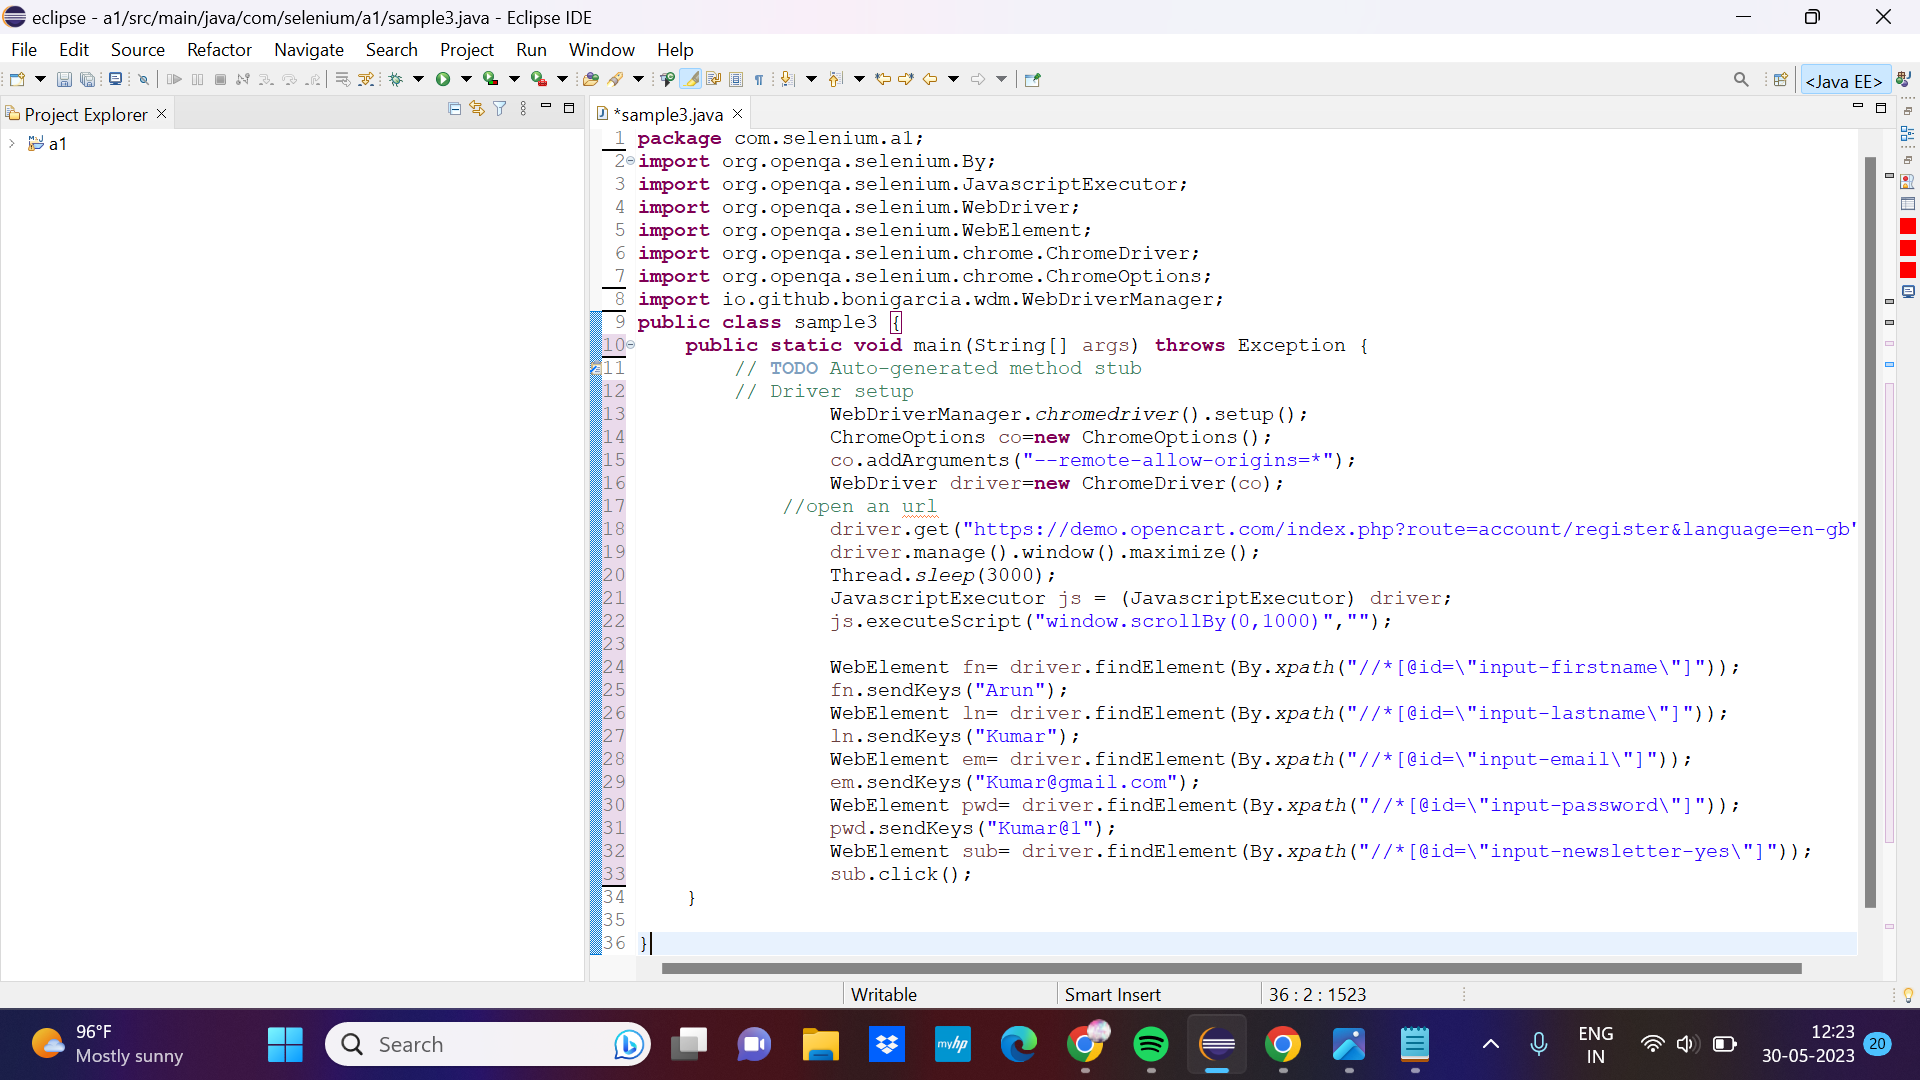 eclipse - a1/src/main/java/com/selenium/a1/sample3.java - Eclipse IDE
File Edit Source Refactor Navigate Search Project Run Window Help
<Java EE>
Project Explorer
*sample3.java
a1
1 package com.selenium.a1;
2 import org.openqa.selenium.By;
3 import org.openqa.selenium.JavascriptExecutor;
4 import org.openqa.selenium.WebDriver;
5 import org.openqa.selenium.WebElement;
6 import org.openqa.selenium.chrome.ChromeDriver;
7 import org.openqa.selenium.chrome.ChromeOptions;
8 import io.github.bonigarcia.wdm.WebDriverManager;
9 public class sample3 {
10 public static void main(String[] args) throws Exception {
11 // TODO Auto-generated method stub
12 // Driver setup
13 WebDriverManager.chromedriver().setup();
14 ChromeOptions co=new ChromeOptions();
15 co.addArguments("--remote-allow-origins=*");
16 WebDriver driver=new ChromeDriver(co);
17 //open an url
18 driver.get("https://demo.opencart.com/index.php?route=account/register&language=en-gb"
19 driver.manage().window().maximize();
20 Thread.sleep(3000);
21 JavascriptExecutor js = (JavascriptExecutor) driver;
22 js.executeScript("window.scrollBy(0,1000)","");
23
24 WebElement fn= driver.findElement(By.xpath("//*[@id=\"input-firstname\"]"));
25 fn.sendKeys("Arun");
26 WebElement ln= driver.findElement(By.xpath("//*[@id=\"input-lastname\"]"));
27 ln.sendKeys("Kumar");
28 WebElement em= driver.findElement(By.xpath("//*[@id=\"input-email\"]"));
29 em.sendKeys("Kumar@gmail.com");
30 WebElement pwd= driver.findElement(By.xpath("//*[@id=\"input-password\"]"));
31 pwd.sendKeys("Kumar@1");
32 WebElement sub= driver.findElement(By.xpath("//*[@id=\"input-newsletter-yes\"]"));
33 sub.click();
34 }
35
36 }
Writable Smart Insert 36 : 2 : 1523
96°F
Mostly sunny
Search
myhp
ENG
IN
12:23
30-05-2023
20